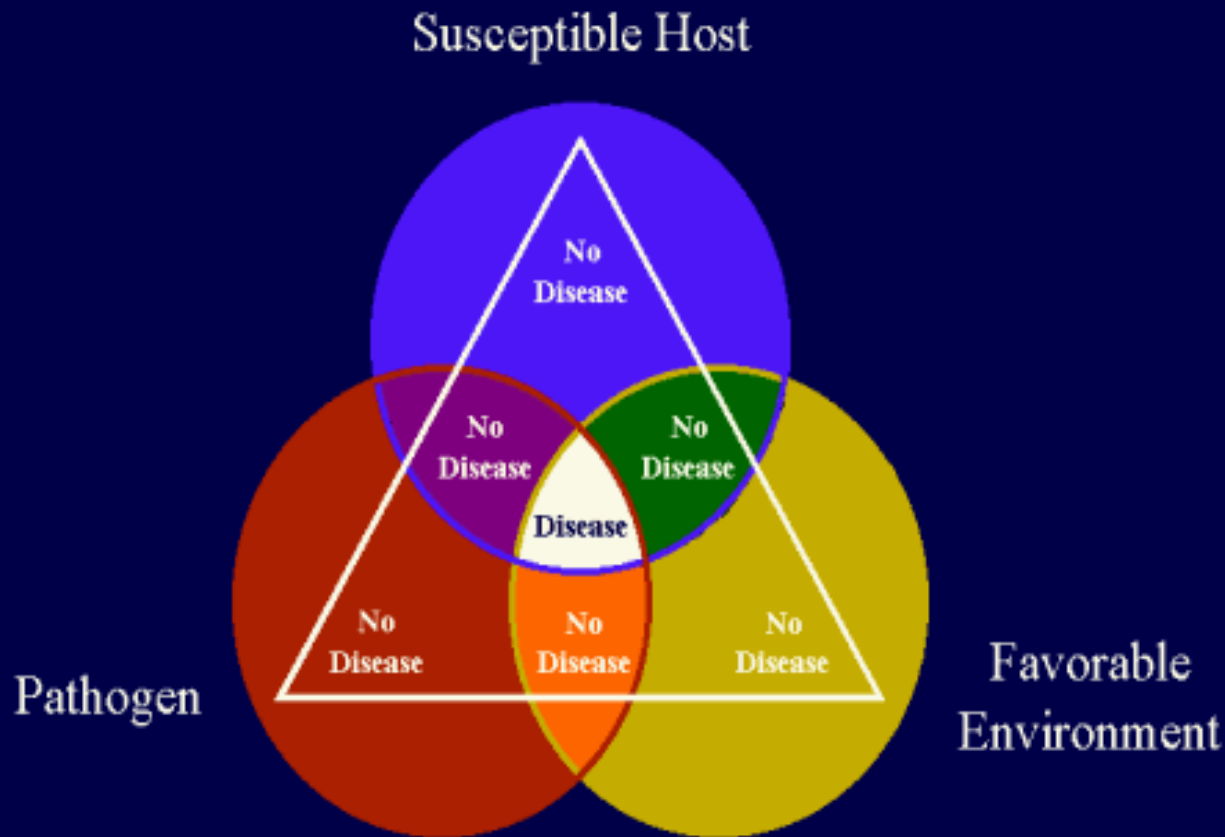 Susceptible Host
No
Disease
No
Disease
No
Disease
Disease
No
Disease
No
Disease
No
Disease
Pathogen
Favorable
Environment